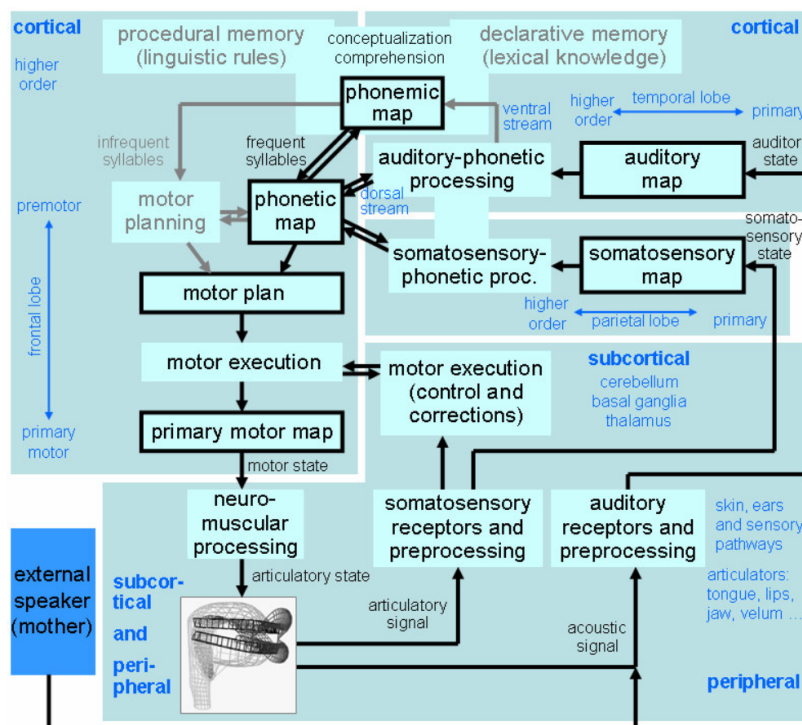 cortical
procedural memory
(linguistic rules)
conceptualization
comprehension
declarative memory
(lexical knowledge)
cortical
higher
order
phonemic
map
ventral
stream
higher
order
temporal lobe
primary
infrequent
syllables
frequent
syllables
auditory-phonetic
processing
auditory
map
auditory
state
motor
planning
phonetic
map
dorsal
stream
premotor
somato-
sensory
state
somatosensory-
phonetic proc.
somatosensory
map
motor plan
higher
order
parietal lobe
primary
frontal lobe
motor execution
motor execution
(control and
corrections)
subcortical
cerebellum
basal ganglia
thalamus
primary
motor
primary motor map
motor state
neuro-
muscular
processing
somatosensory
receptors and
preprocessing
auditory
receptors and
preprocessing
skin, ears
and sensory
pathways
external
speaker
(mother)
subcor-
tical
and
peri-
pheral
articulatory state
articulatory
signal
acoustic
signal
articulators:
tongue, lips,
jaw, velum ...
peripheral